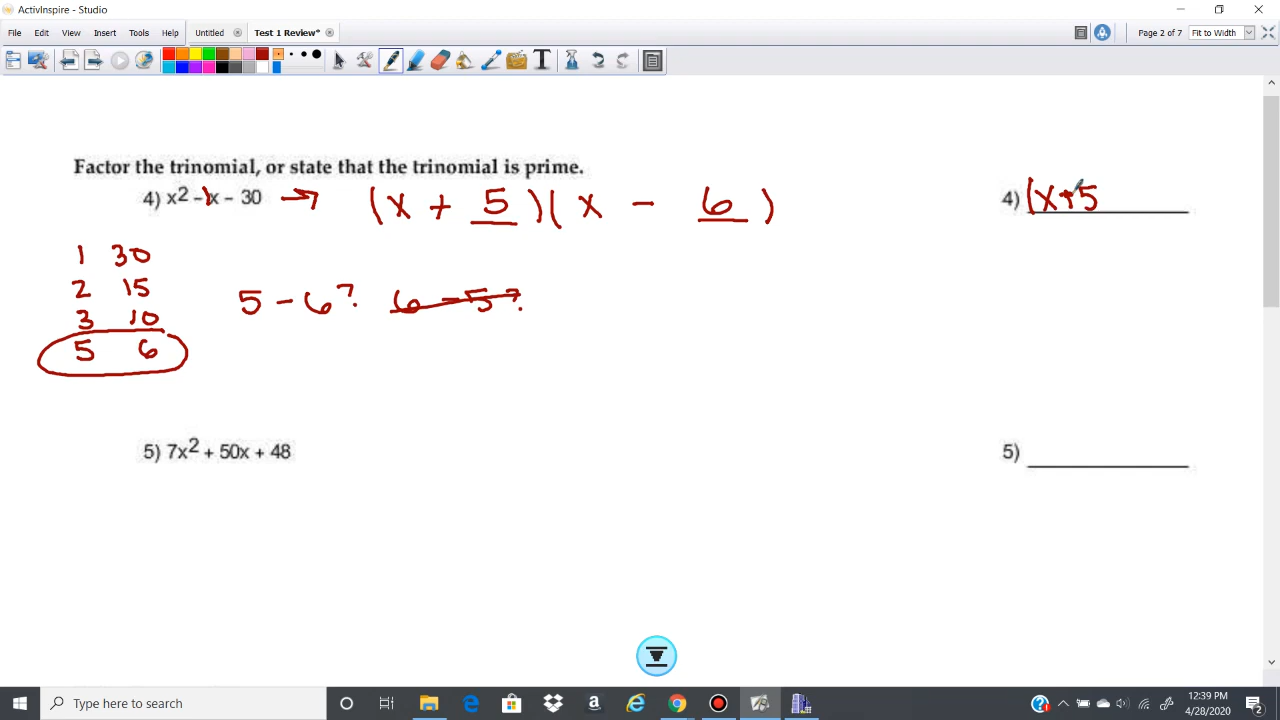 ActivInspire - Studio
File Edit View Insert Tools Help Untitled Test 1 Review* Page 2 of 7 Fit to Width
Factor the trinomial, or state that the trinomial is prime.
4) x2 - 1x - 30 → (x + 5)(x - 6) 4) (x+5
1 30
2 15
3 10
5 6
5 - 6? 6 - 5?
5) 7x2 + 50x + 48 5)
Type here to search
12:39 PM
4/28/2020
2